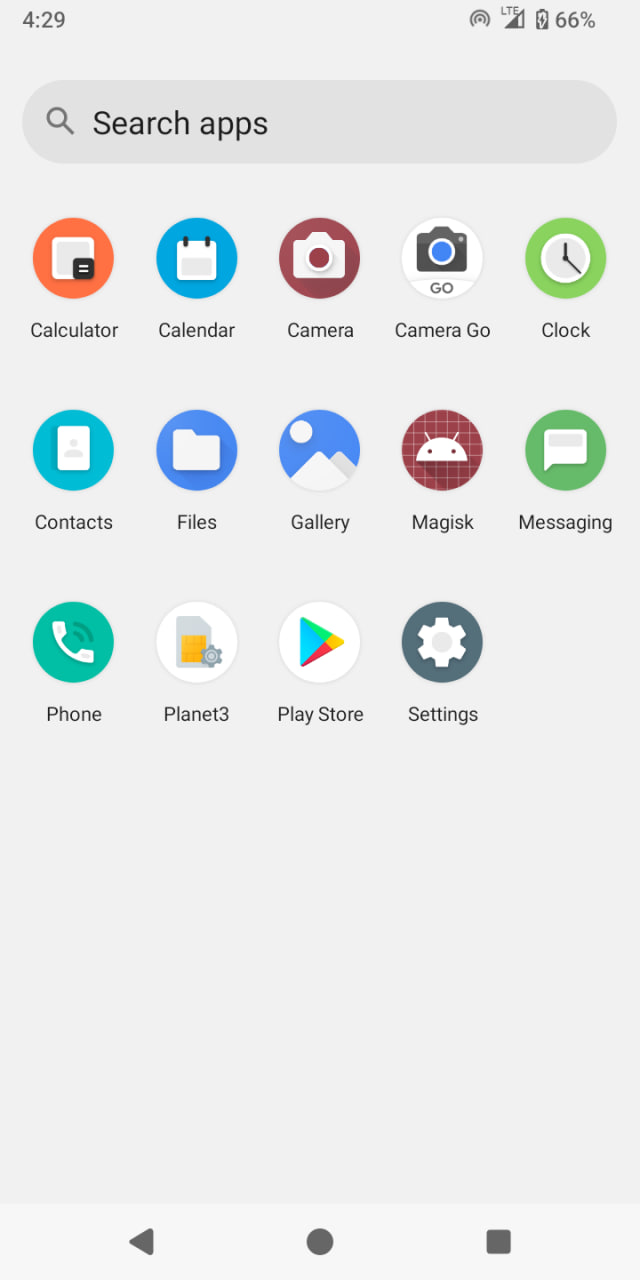 4:29 LTE 66%
Search apps
GO
Calculator Calendar Camera Camera Go Clock
Contacts Files Gallery Magisk Messaging
Phone Planet3 Play Store Settings